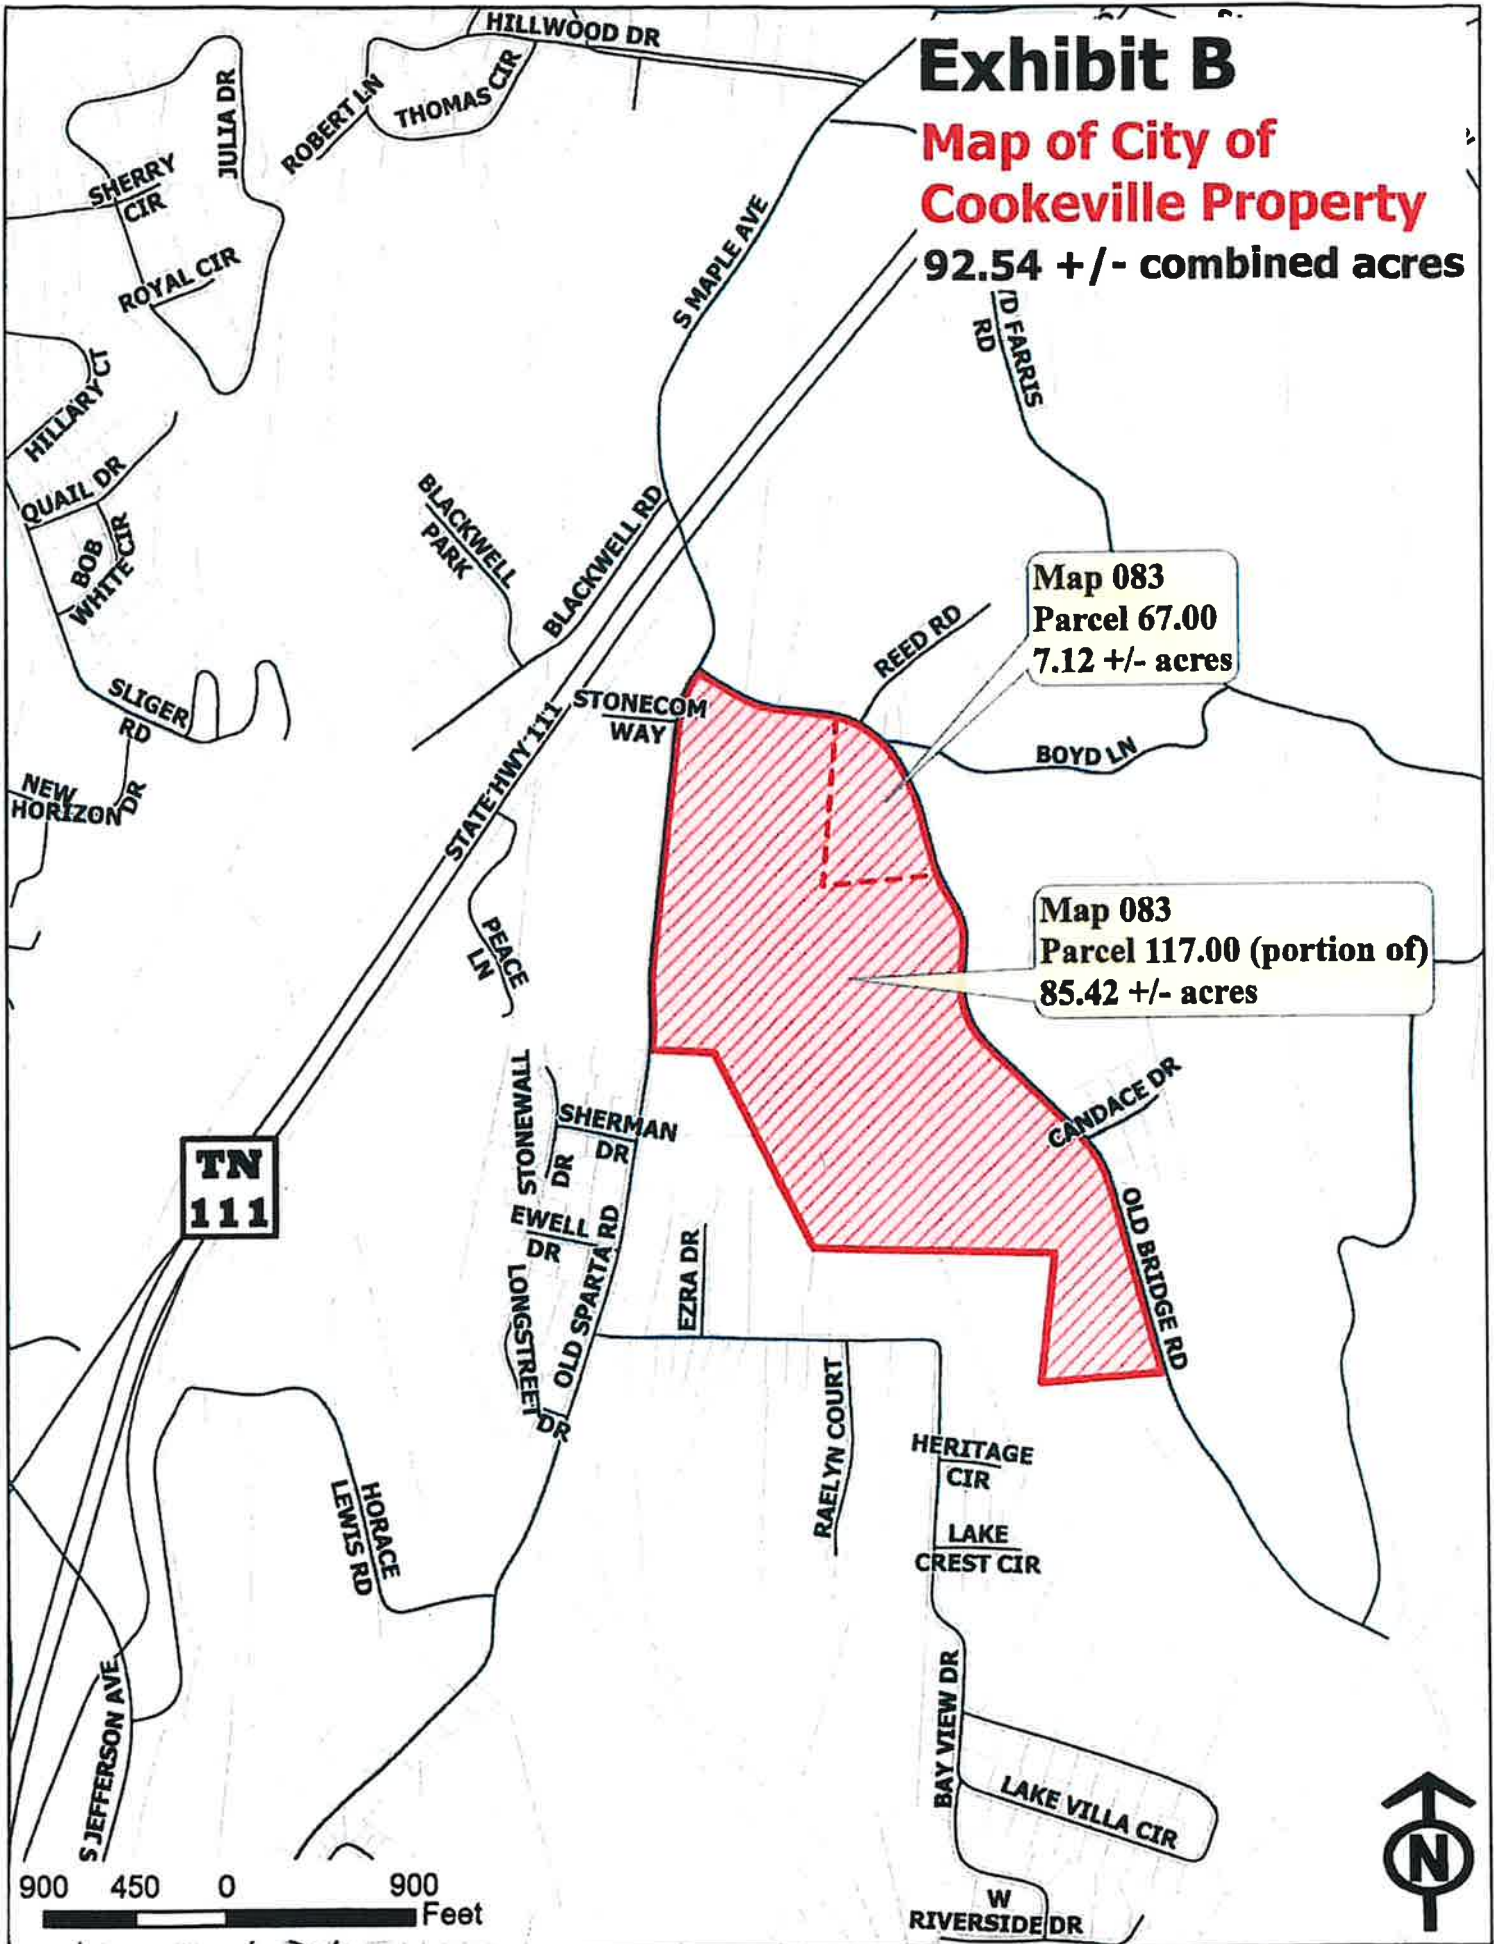 Exhibit B
Map of City of
Cookeville Property
92.54 +/- combined acres
HILLWOOD DR
THOMAS CIR
ROBERT LN
JULIA DR
SHERRY
CIR
ROYAL CIR
S MAPLE AVE
FARRIS
RD
HILLARY CT
QUAIL DR
BOB
WHITE CIR
BLACKWELL
PARK
BLACKWELL RD
Map 083
Parcel 67.00
7.12 +/- acres
REED RD
SLIGER
RD
STONECOM
WAY
BOYD LN
NEW
HORIZON DR
STATE HWY 111
PEACE
LN
Map 083
Parcel 117.00 (portion of)
85.42 +/- acres
STONEWALL
DR
SHERMAN
DR
CANDACE DR
TN
111
EWELL
DR
OLD SPARTA RD
EZRA DR
OLD BRIDGE RD
LONGSTREET
DR
RAELYN COURT
HERITAGE
CIR
HORACE
LEWIS RD
LAKE
CREST CIR
S JEFFERSON AVE
BAY VIEW DR
LAKE VILLA CIR
W
RIVERSIDE DR
900 450 0 900
Feet
N